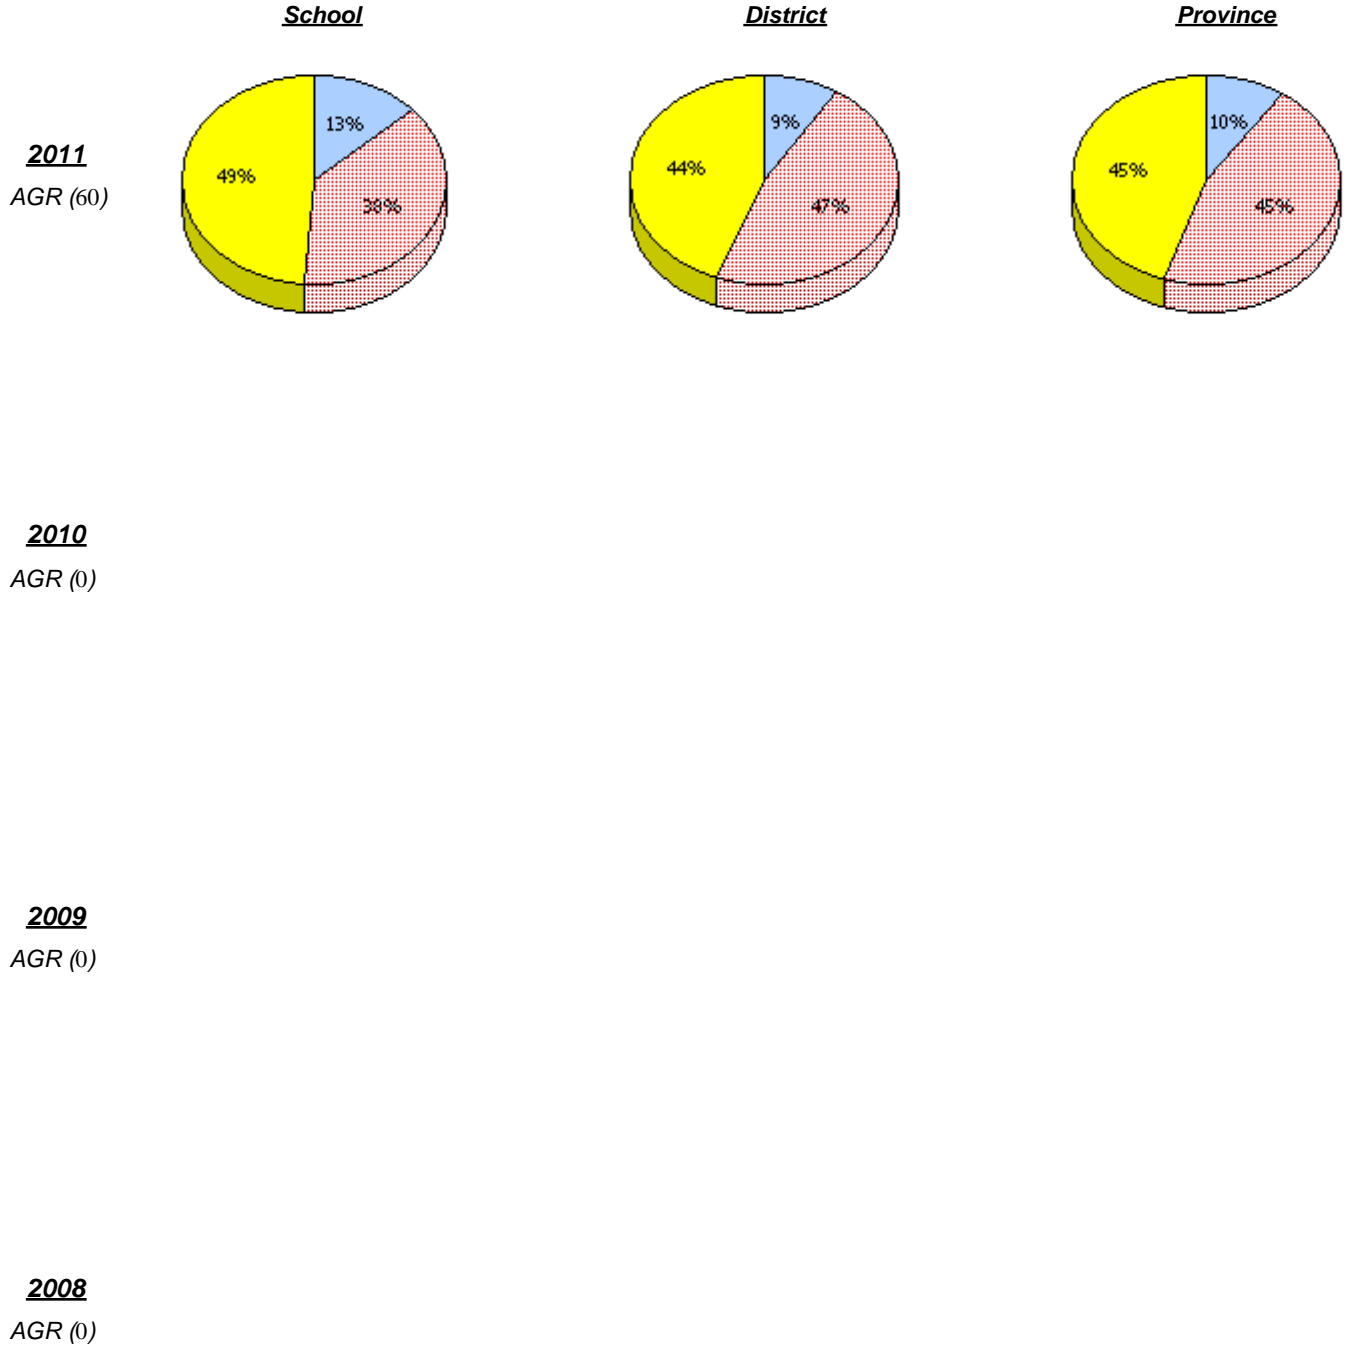 School District Province
13% 9% 10%
2011 49% 44% 45%
AGR (60) 38% 47% 45%
2010
AGR (0)
2009
AGR (0)
2008
AGR (0)